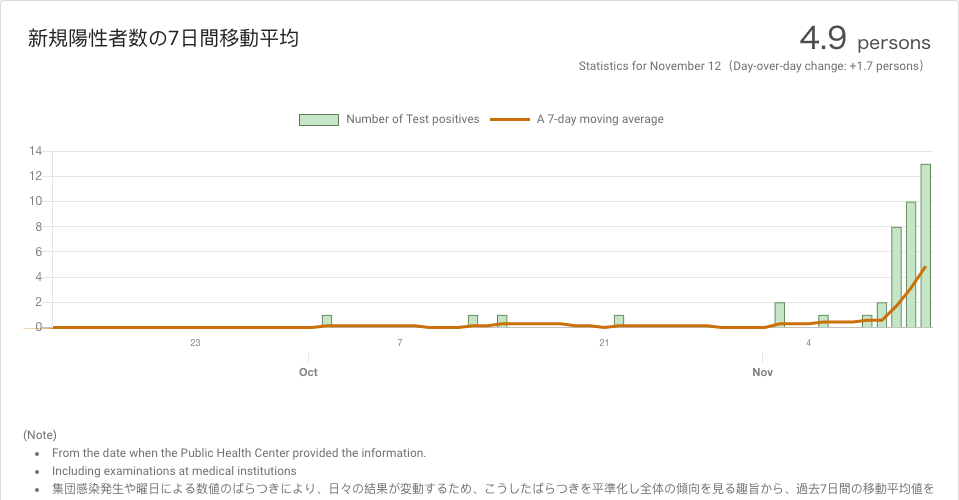 新規陽性者数の7日間移動平均
4.9 persons
Statistics for November 12（Day-over-day change: +1.7 persons）
Number of Test positives
A 7-day moving average
14
12
10
8
6
4
2
0
23
7
21
4
Oct
Nov
(Note)
• From the date when the Public Health Center provided the information.
• Including examinations at medical institutions
• 集団感染発生や曜日による数値のばらつきにより、日々の結果が変動するため、こうしたばらつきを平準化し全体の傾向を見る趣旨から、過去7日間の移動平均値を